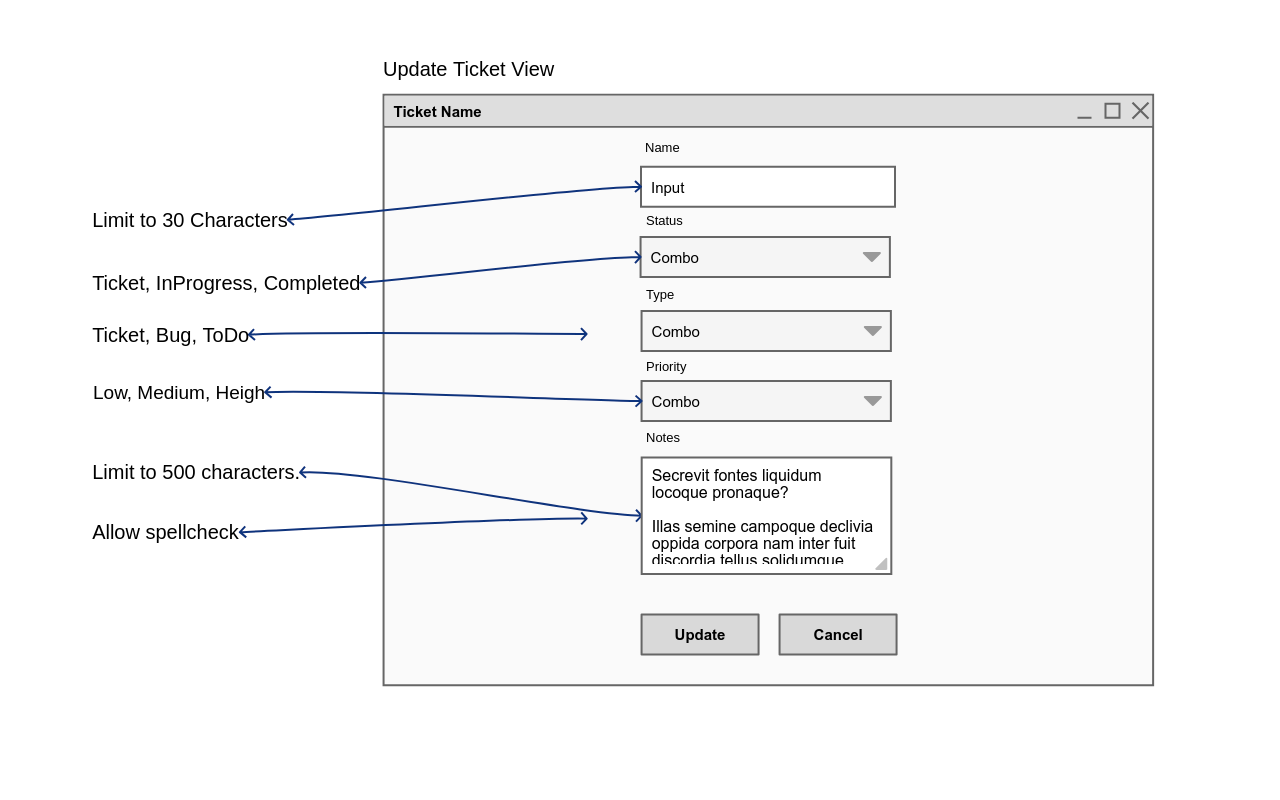 Update Ticket View
Ticket Name
Name
Input
Limit to 30 Characters
Status
Combo
Ticket, InProgress, Completed
Type
Combo
Ticket, Bug, ToDo
Priority
Combo
Low, Medium, Heigh
Notes
Limit to 500 characters.
Secrevit fontes liquidum
locoque pronaque?
Illas semine campoque declivia
oppida corpora nam inter fuit
discordia tellus solidumque
Allow spellcheck
Update
Cancel